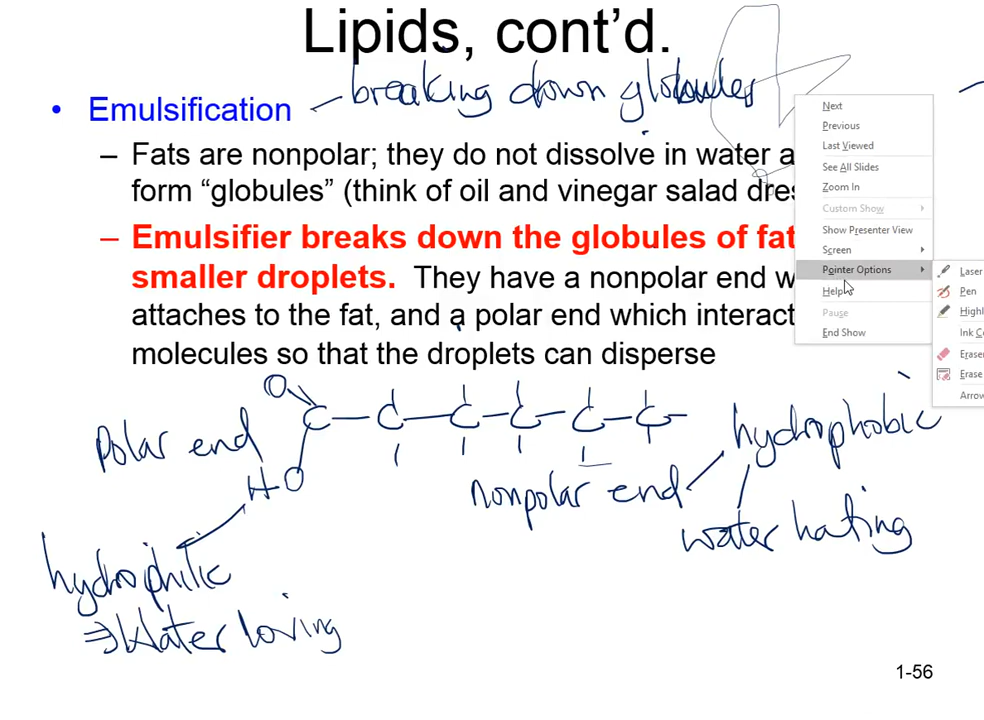 Lipids, cont'd.
• Emulsification – breaking down globules
– Fats are nonpolar; they do not dissolve in water a
form "globules" (think of oil and vinegar salad dres
– Emulsifier breaks down the globules of fat
smaller droplets. They have a nonpolar end w
attaches to the fat, and a polar end which interact
molecules so that the droplets can disperse
Next
Previous
Last Viewed
See All Slides
Zoom In
Custom Show
Show Presenter View
Screen
Pointer Options
Help
Pause
End Show
Laser
Pen
Highl
Ink C
Erase
Erase
Arrow
O
C — C — C — C — C — C —
HO
Polar end
hydrophobic
nonpolar end
water hating
hydrophilic
⇒ Water loving
1-56